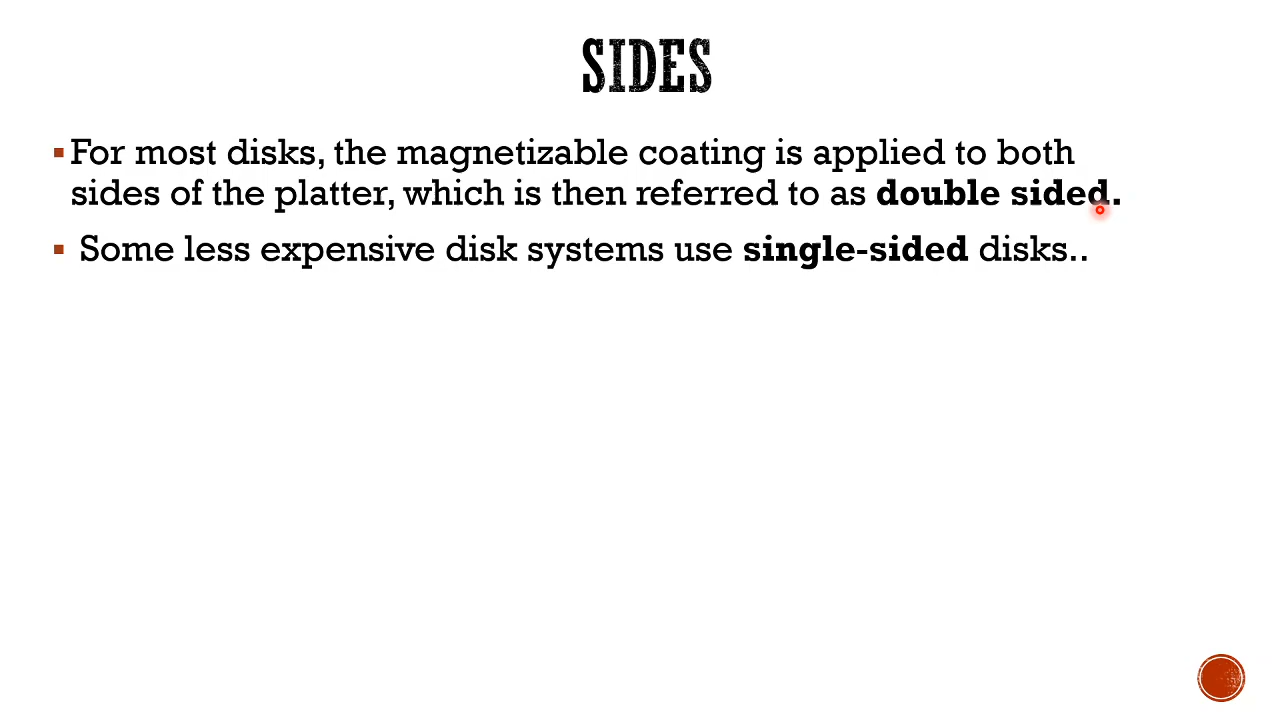 SIDES
▪For most disks, the magnetizable coating is applied to both
sides of the platter, which is then referred to as double sided.
▪ Some less expensive disk systems use single-sided disks..